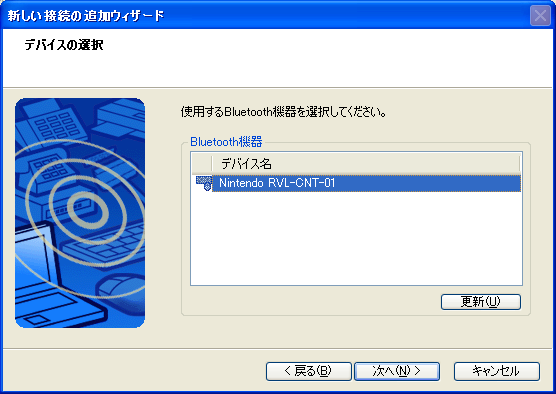 新しい接続の追加ウィザード
デバイスの選択
使用するBluetooth機器を選択してください。
Bluetooth機器
デバイス名
Nintendo RVL-CNT-01
更新(U)
< 戻る(B)
次へ(N) >
キャンセル